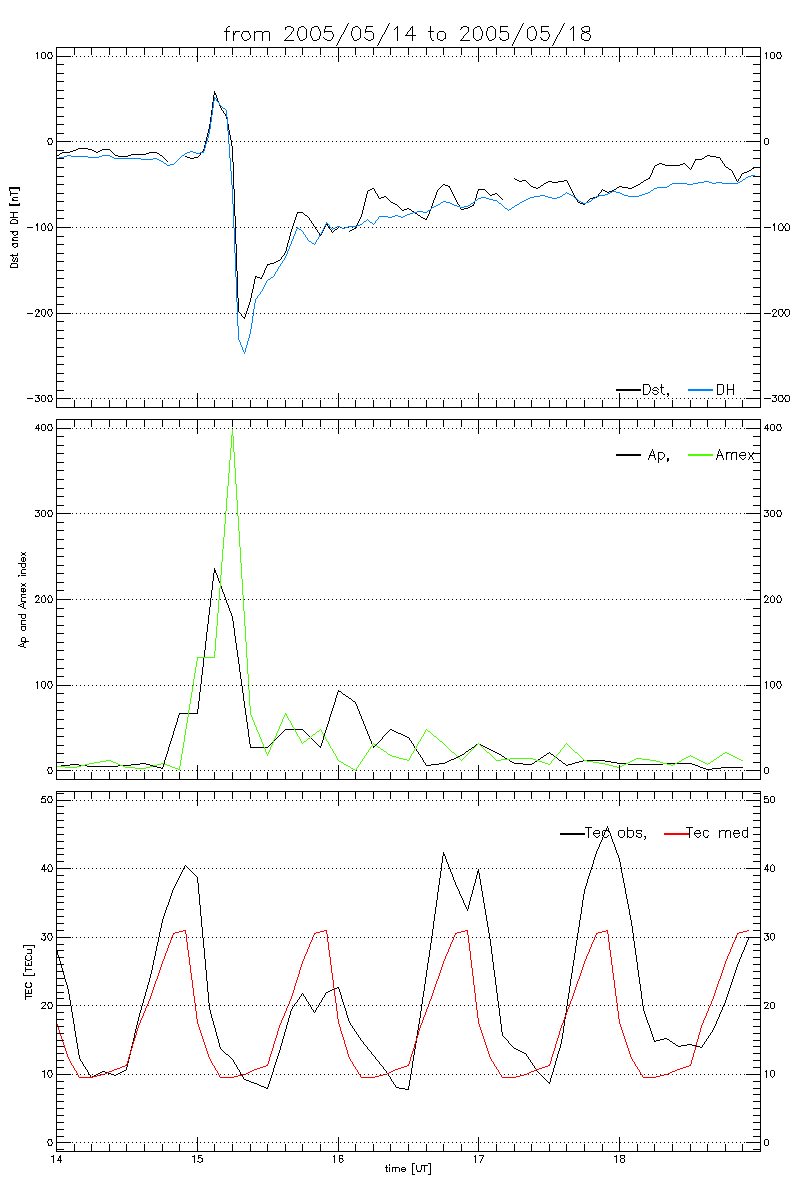 from 2005/05/14 to 2005/05/18
100 100
0 0
-100 -100
-200 -200
-300 -300
Dst and DH [nT]
Dst, DH
400 400
300 300
200 200
100 100
0 0
Ap and Amex index
Ap, Amex
50 50
40 40
30 30
20 20
10 10
0 0
TEC [TECu]
Tec obs, Tec med
14 15 16 17 18
time [UT]